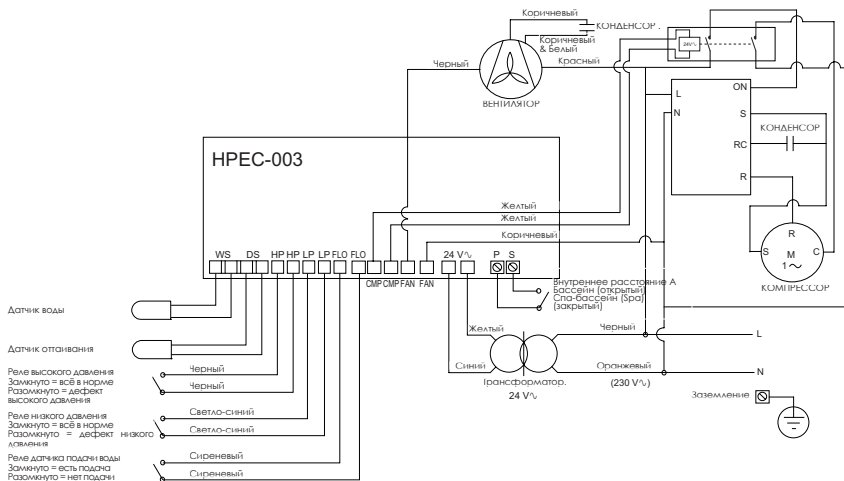 Коричневый
КОНДЕНСОР .
Коричневый
& Белый
24V∿
Черный
Красный
ВЕНТИЛЯТОР
L
N
ON
S
RC
R
КОНДЕНСОР
HPEC-003
Желтый
Желтый
Коричневый
R
S
M
C
1∿
КОМПРЕССОР
WS
DS
HP
HP
LP
LP
FLO
FLO
24 V∿
P
S
CMP
CMP
FAN
FAN
Внутреннее расстояние А
Бассейн (открытый)
Спа-бассейн (Spa)
(закрытый)
Датчик воды
Датчик оттаивания
Желтый
Черный
L
Синий
Оранжевый
N
Трансформатор.
(230 V∿)
24 V∿
Заземление
Реле высокого давления
Замкнуто = всё в норме
Разомкнуто = дефект
высокого давления
Черный
Черный
Реле низкого давления
Замкнуто = всё в норме
Разомкнуто = дефект низкого
давления
Светло-синий
Светло-синий
Реле датчика подачи воды
Замкнуто = есть подача
Разомкнуто = нет подачи
Сиреневый
Сиреневый